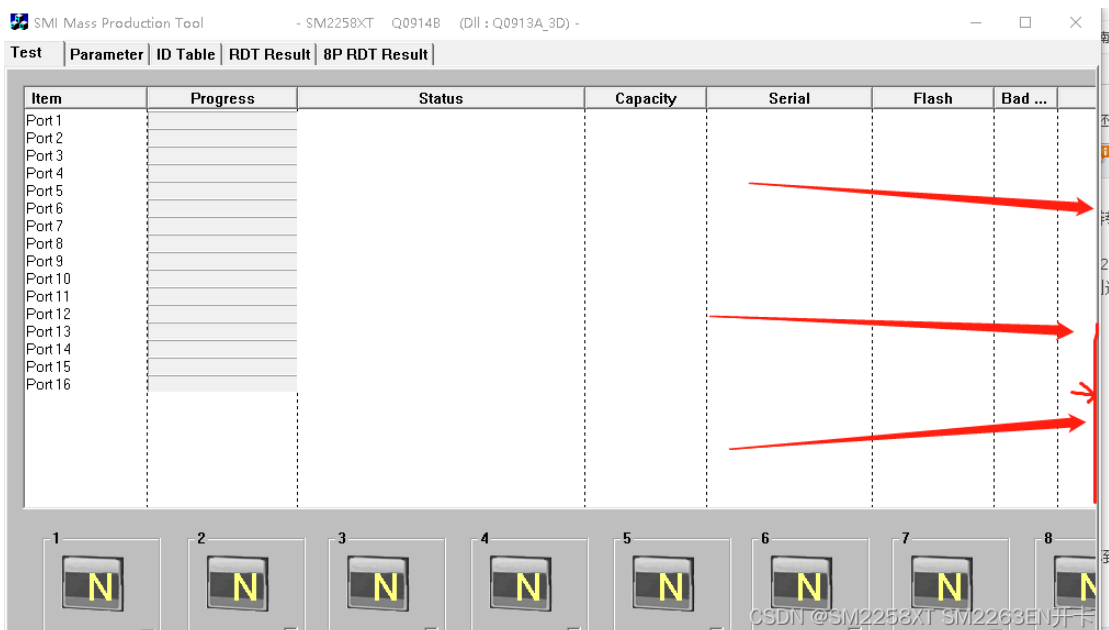 SMI Mass Production Tool - SM2258XT Q0914B (Dll : Q0913A_3D) -
Test Parameter ID Table RDT Result 8P RDT Result
Item Progress Status Capacity Serial Flash Bad ...
Port 1
Port 2
Port 3
Port 4
Port 5
Port 6
Port 7
Port 8
Port 9
Port 10
Port 11
Port 12
Port 13
Port 14
Port 15
Port 16
1 2 3 4 5 6 7 8
N N N N N N N N
CSDN @SM2258XT SM2263EN开卡